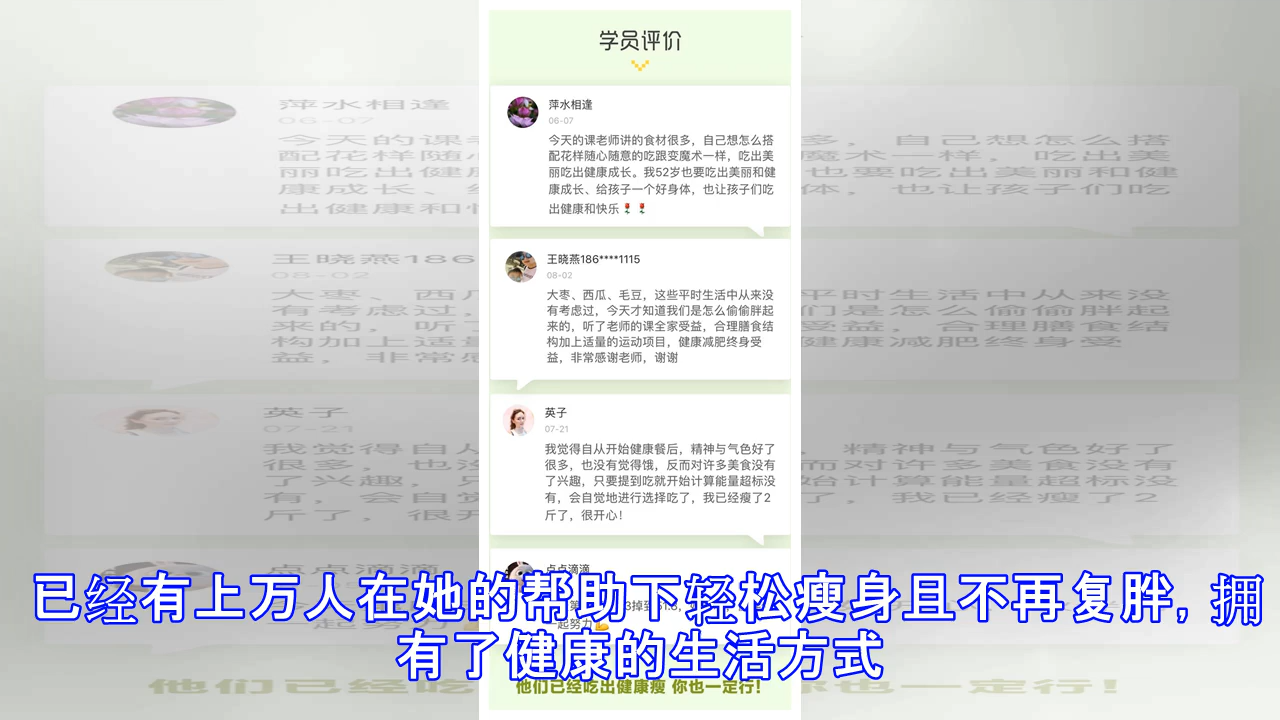 学员评价
萍水相逢
06-07
今天的课老师讲的食材很多，自己想怎么搭
配花样随心随意的吃跟变魔术一样，吃出美
丽吃出健康成长。我52岁也要吃出美丽和健
康成长、给孩子一个好身体，也让孩子们吃
出健康和快乐🌹🌹
王晓燕186****1115
08-02
大枣、西瓜、毛豆，这些平时生活中从来没
有考虑过，今天才知道我们是怎么偷偷胖起
来的，听了老师的课全家受益，合理膳食结
构加上适量的运动项目，健康减肥终身受
益，非常感谢老师，谢谢
英子
07-21
我觉得自从开始健康餐后，精神与气色好了
很多，也没有觉得饿，反而对许多美食没有
了兴趣，只要提到吃就开始计算能量超标没
有，会自觉地进行选择吃了，我已经瘦了2
斤了，很开心！
点点滴滴
一起努力💪
已经有上万人在她的帮助下轻松瘦身且不再复胖，拥
有了健康的生活方式
他们已经吃出健康瘦 你也一定行！